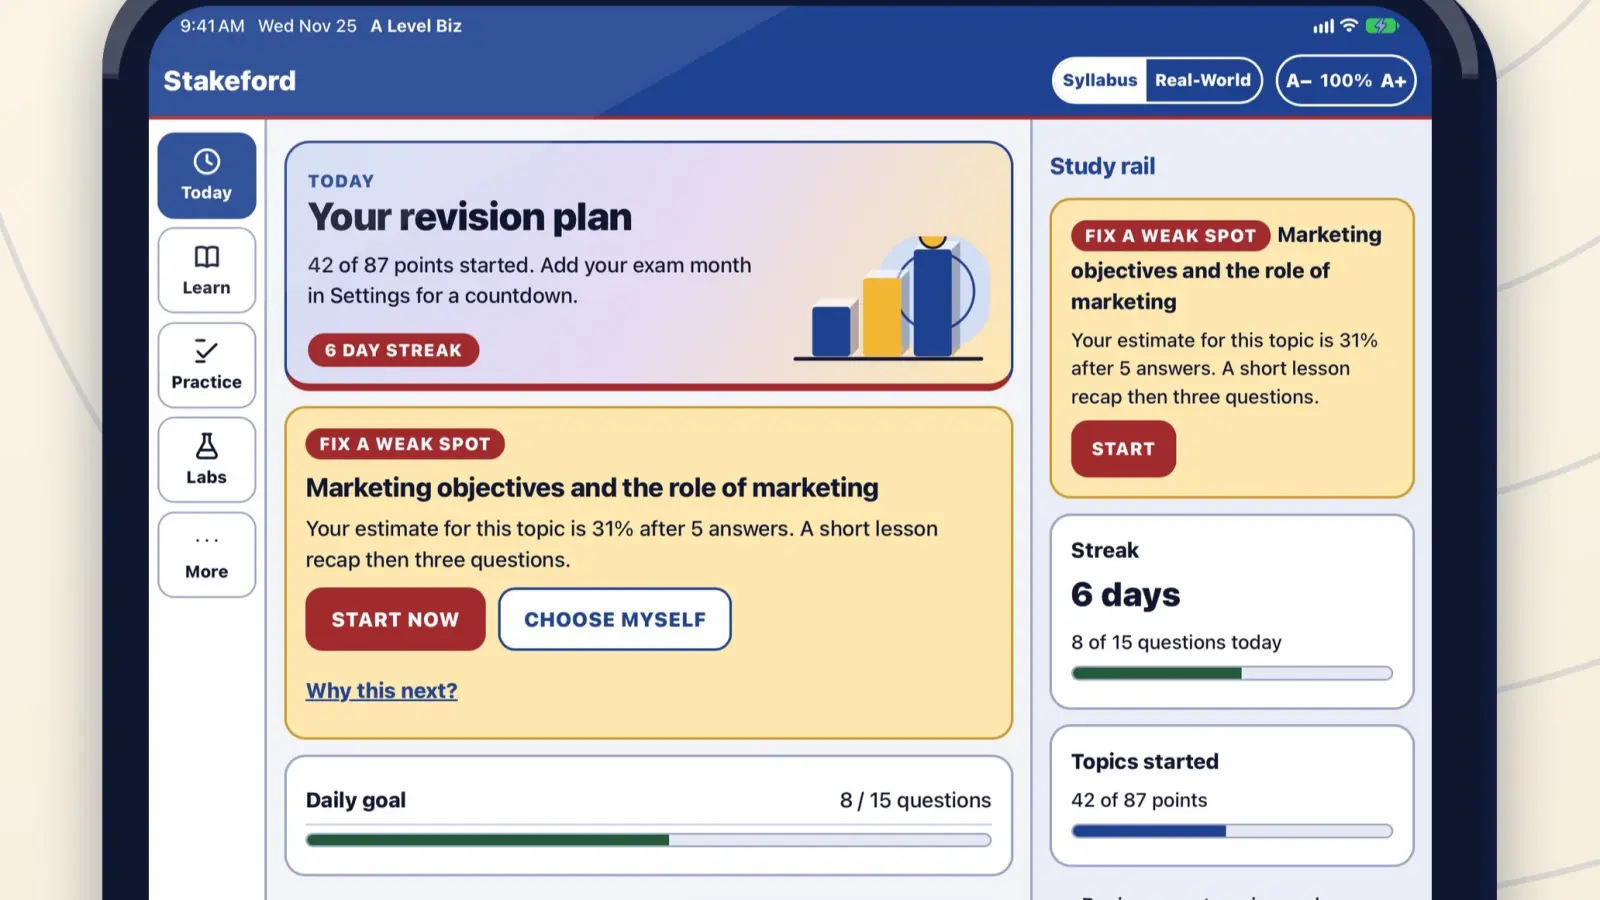 9:41 AM Wed Nov 25 A Level Biz
Stakeford
Syllabus Real-World
A− 100% A+
Today
Learn
Practice
Labs
More
TODAY
Your revision plan
42 of 87 points started. Add your exam month
in Settings for a countdown.
6 DAY STREAK
FIX A WEAK SPOT
Marketing objectives and the role of marketing
Your estimate for this topic is 31% after 5 answers. A short lesson
recap then three questions.
START NOW
CHOOSE MYSELF
Why this next?
Daily goal
8 / 15 questions
Study rail
FIX A WEAK SPOT Marketing
objectives and the role of
marketing
Your estimate for this topic is 31%
after 5 answers. A short lesson
recap then three questions.
START
Streak
6 days
8 of 15 questions today
Topics started
42 of 87 points